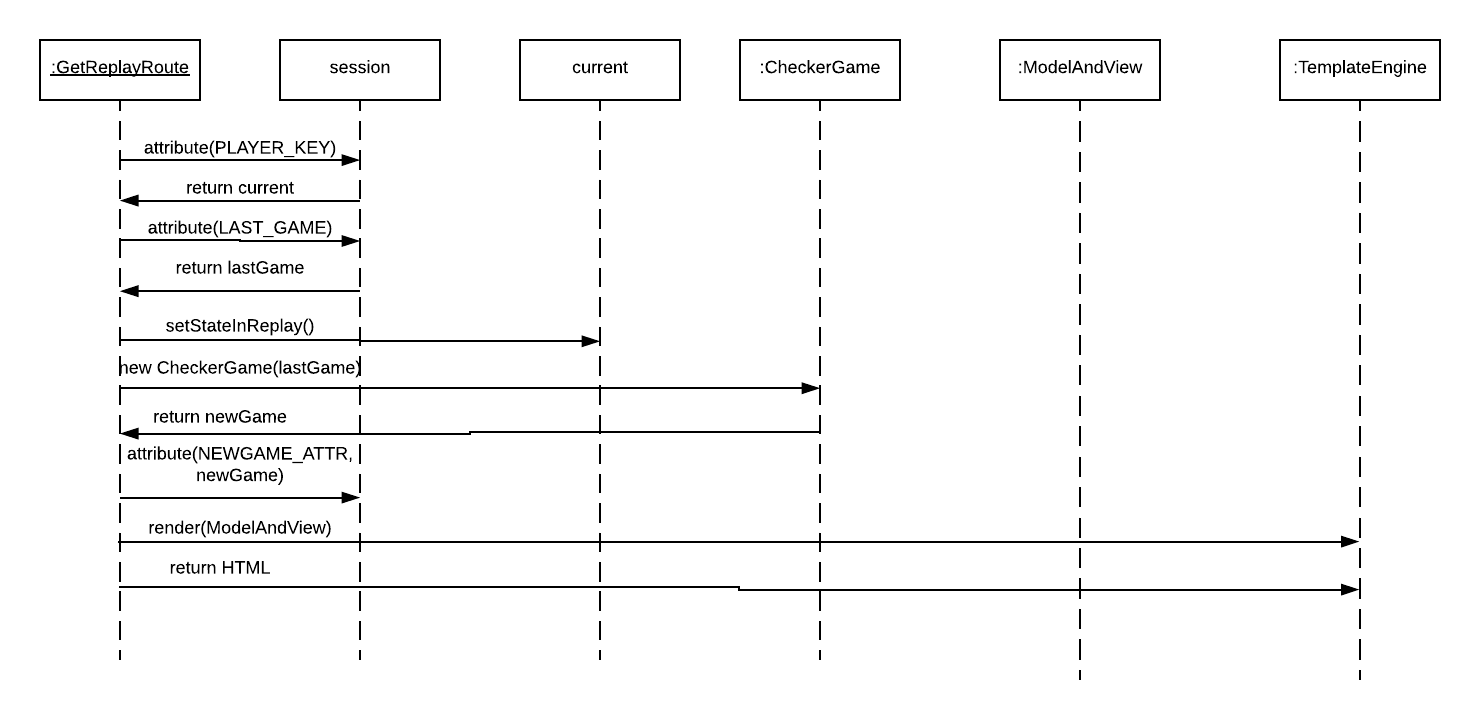 :GetReplayRoute
session
current
:CheckerGame
:ModelAndView
:TemplateEngine
attribute(PLAYER_KEY)
return current
attribute(LAST_GAME)
return lastGame
setStateInReplay()
new CheckerGame(lastGame)
return newGame
attribute(NEWGAME_ATTR,
newGame)
render(ModelAndView)
return HTML